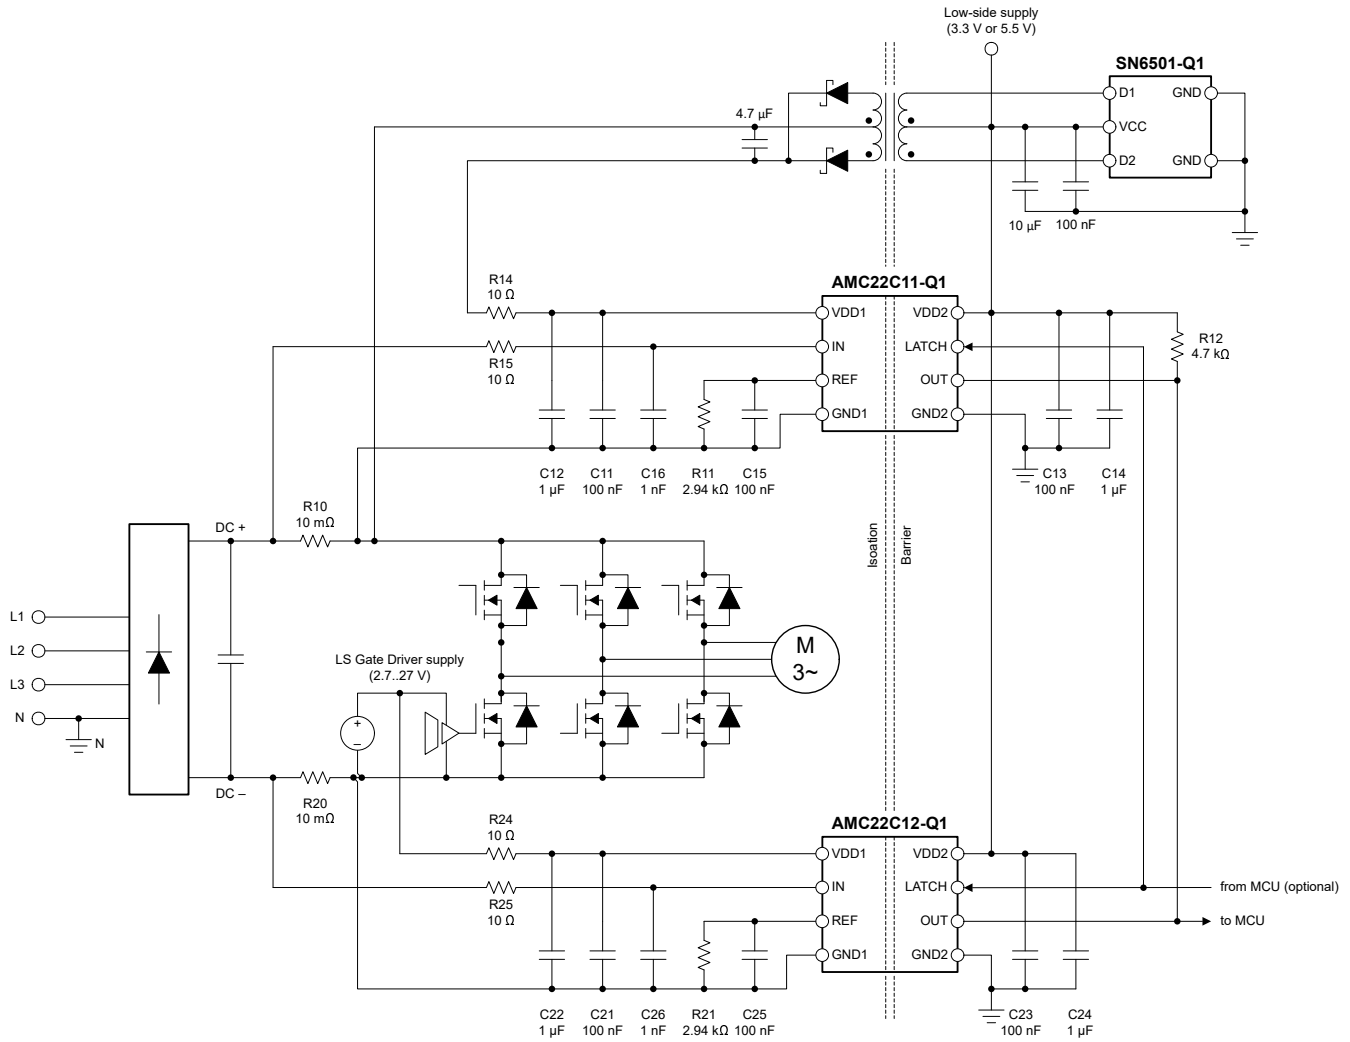 Low-side supply
(3.3 V or 5.5 V)
SN6501-Q1
D1 GND
4.7 µF
VCC
D2 GND
10 µF 100 nF
R14
10 Ω
AMC22C11-Q1
VDD1 VDD2
IN LATCH
R15
10 Ω
R12
4.7 kΩ
REF OUT
GND1 GND2
C12 C11 C16 R11 C15 C13 C14
1 µF 100 nF 1 nF 2.94 kΩ 100 nF 100 nF 1 µF
R10
10 mΩ
DC +
Isoation
Barrier
L1
L2
L3
N
N
M
3~
LS Gate Driver supply
(2.7..27 V)
+
–
DC –
R20
10 mΩ
R24
10 Ω
AMC22C12-Q1
VDD1 VDD2
IN LATCH from MCU (optional)
R25
10 Ω
REF OUT to MCU
GND1 GND2
C22 C21 C26 R21 C25 C23 C24
1 µF 100 nF 1 nF 2.94 kΩ 100 nF 100 nF 1 µF